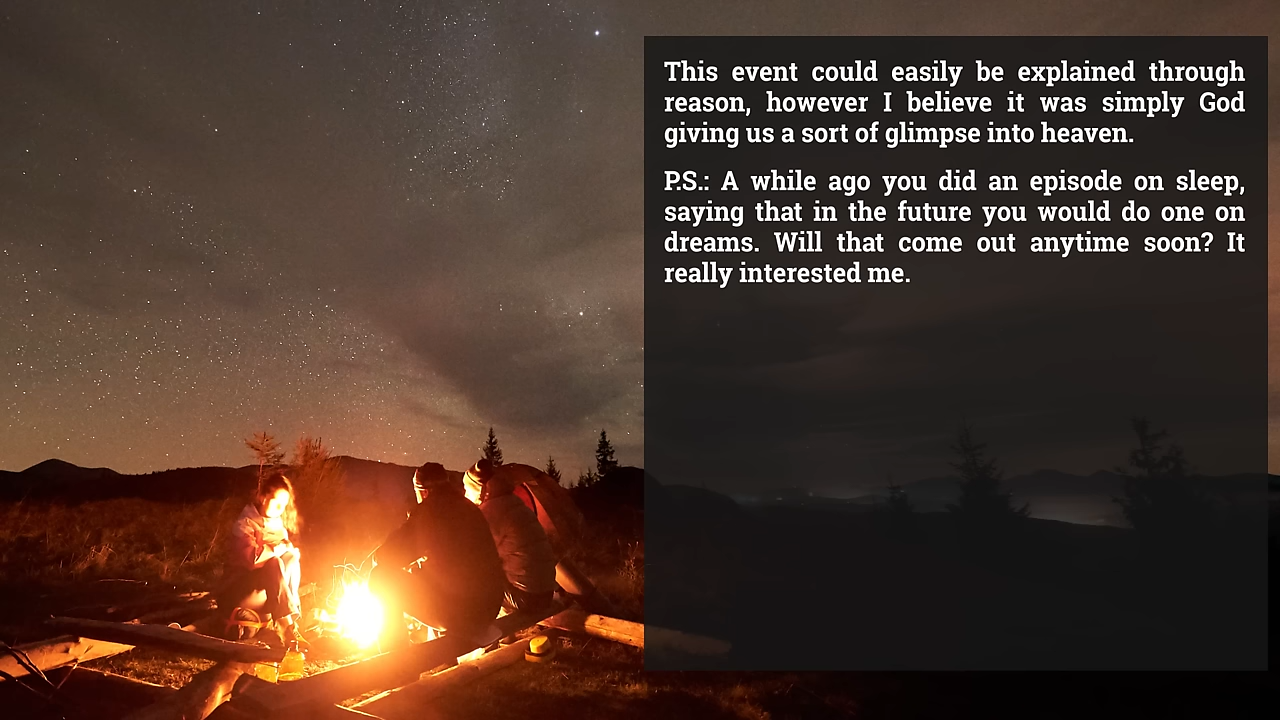 This event could easily be explained through
reason, however I believe it was simply God
giving us a sort of glimpse into heaven.
P.S.: A while ago you did an episode on sleep,
saying that in the future you would do one on
dreams. Will that come out anytime soon? It
really interested me.